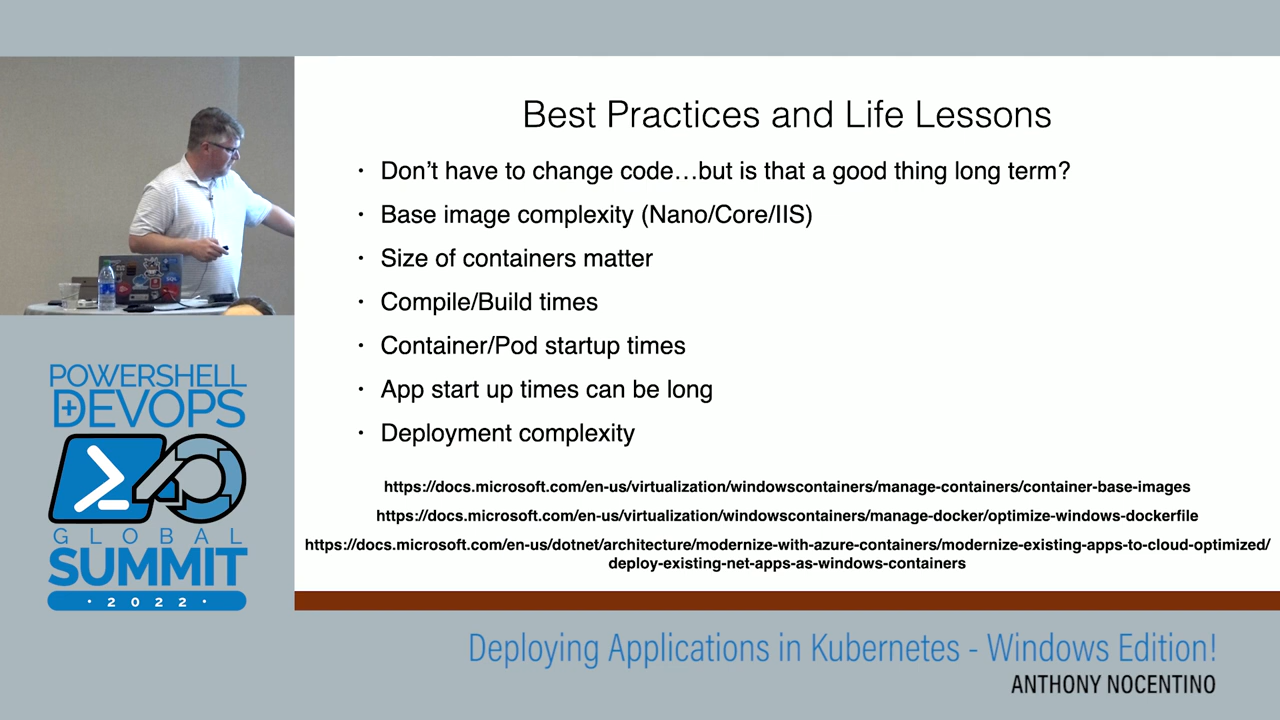 Best Practices and Life Lessons
• Don't have to change code…but is that a good thing long term?
• Base image complexity (Nano/Core/IIS)
• Size of containers matter
• Compile/Build times
• Container/Pod startup times
• App start up times can be long
• Deployment complexity
https://docs.microsoft.com/en-us/virtualization/windowscontainers/manage-containers/container-base-images
https://docs.microsoft.com/en-us/virtualization/windowscontainers/manage-docker/optimize-windows-dockerfile
https://docs.microsoft.com/en-us/dotnet/architecture/modernize-with-azure-containers/modernize-existing-apps-to-cloud-optimized/
deploy-existing-net-apps-as-windows-containers
POWERSHELL
+ DEVOPS
GLOBAL
SUMMIT
· 2022 ·
Deploying Applications in Kubernetes - Windows Edition!
ANTHONY NOCENTINO